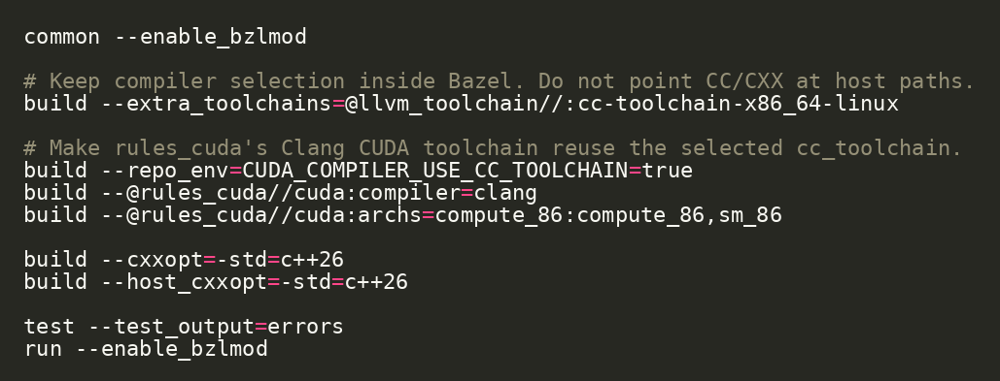 common --enable_bzlmod
# Keep compiler selection inside Bazel. Do not point CC/CXX at host paths.
build --extra_toolchains=@llvm_toolchain//:cc-toolchain-x86_64-linux
# Make rules_cuda's Clang CUDA toolchain reuse the selected cc_toolchain.
build --repo_env=CUDA_COMPILER_USE_CC_TOOLCHAIN=true
build --@rules_cuda//cuda:compiler=clang
build --@rules_cuda//cuda:archs=compute_86:compute_86,sm_86
build --cxxopt=-std=c++26
build --host_cxxopt=-std=c++26
test --test_output=errors
run --enable_bzlmod